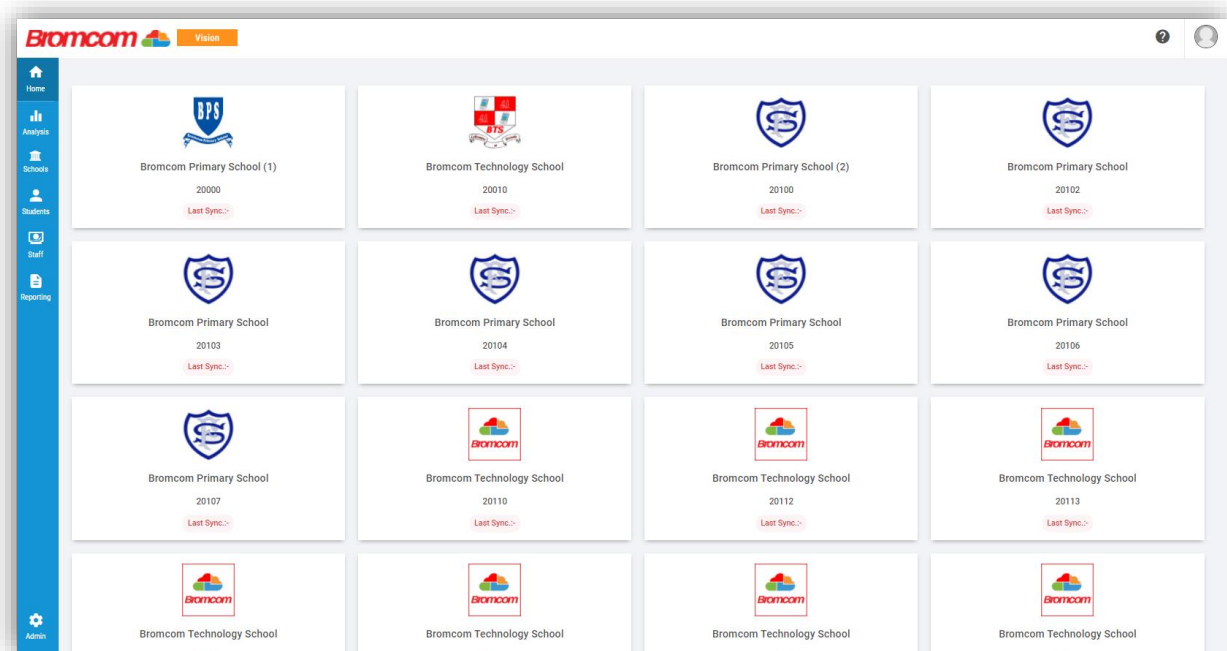 Bromcom Vision
Home
Analysis
Schools
Students
Staff
Reporting
Admin
BPS
Bromcom Primary School (1)
20000
Last Sync.:-
BTS
Bromcom Technology School
20010
Last Sync.:-
Bromcom Primary School (2)
20100
Last Sync.:-
Bromcom Primary School
20102
Last Sync.:-
Bromcom Primary School
20103
Last Sync.:-
Bromcom Primary School
20104
Last Sync.:-
Bromcom Primary School
20105
Last Sync.:-
Bromcom Primary School
20106
Last Sync.:-
Bromcom Primary School
20107
Last Sync.:-
Bromcom
Bromcom Technology School
20110
Last Sync.:-
Bromcom
Bromcom Technology School
20112
Last Sync.:-
Bromcom
Bromcom Technology School
20113
Last Sync.:-
Bromcom
Bromcom Technology School
Bromcom
Bromcom Technology School
Bromcom
Bromcom Technology School
Bromcom
Bromcom Technology School